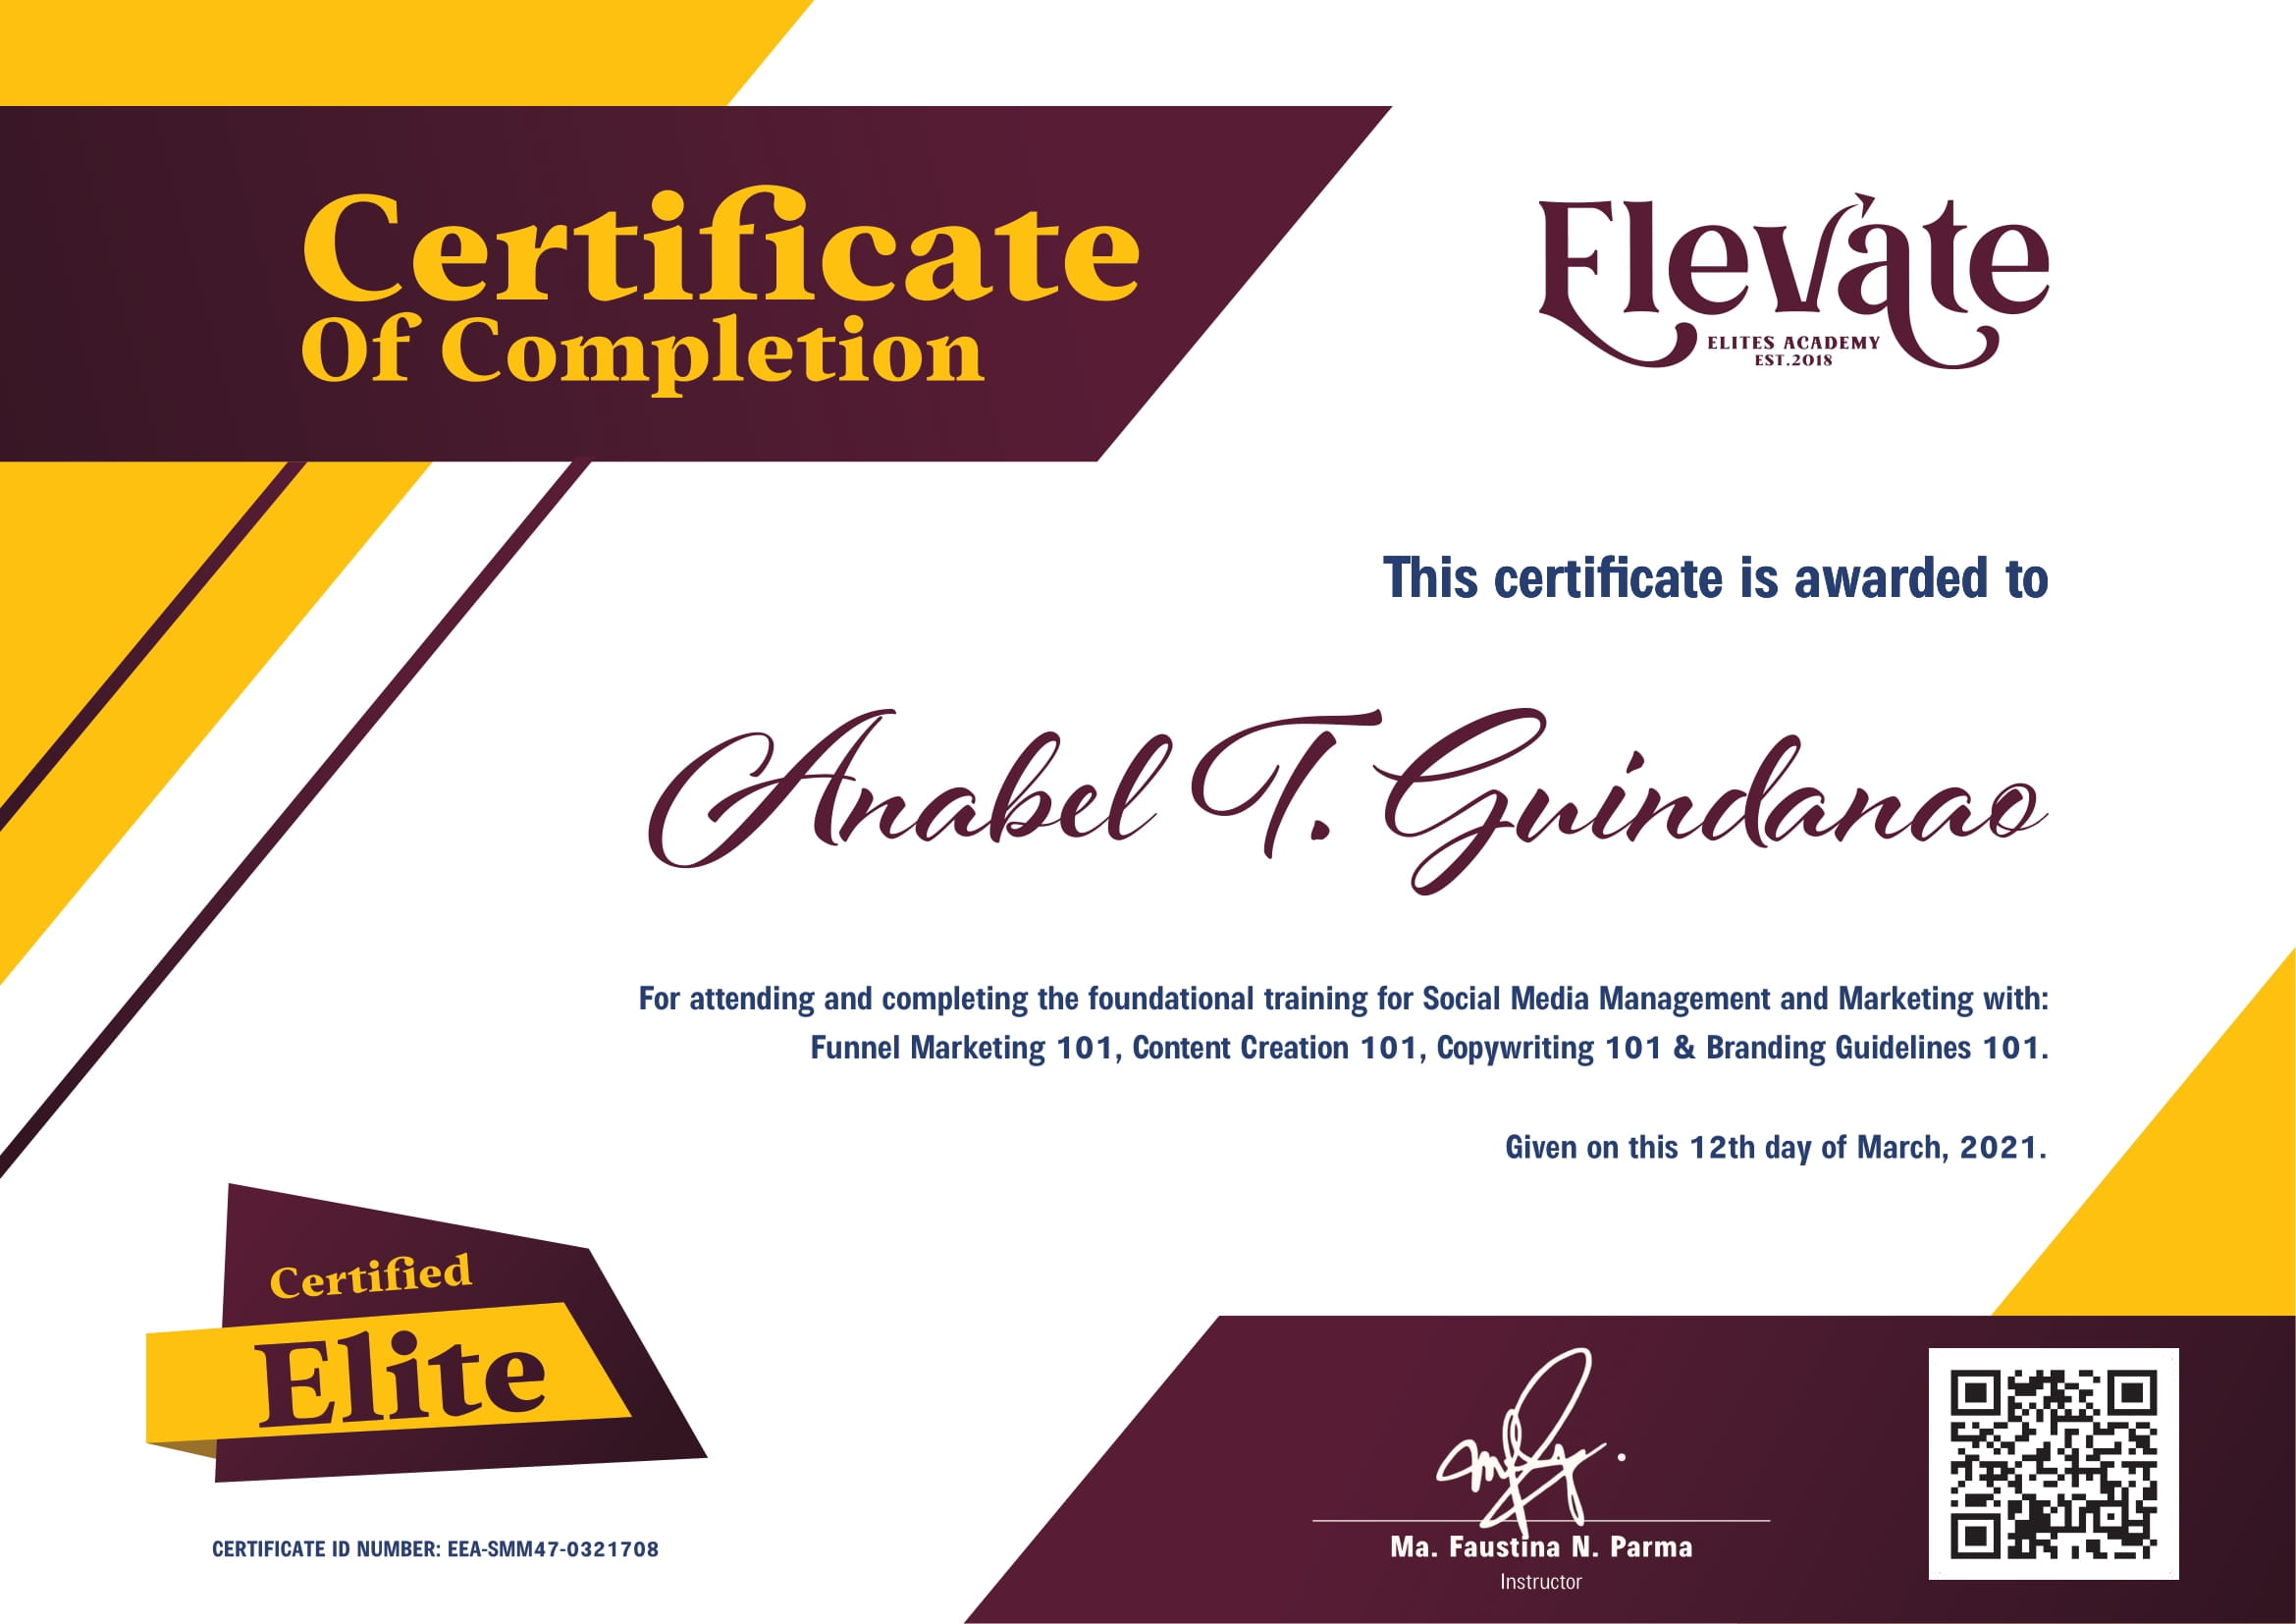 Certificate
Of Completion
Elevate
ELITES ACADEMY
EST.2018
This certificate is awarded to
Anabel T. Guindanao
For attending and completing the foundational training for Social Media Management and Marketing with:
Funnel Marketing 101, Content Creation 101, Copywriting 101 & Branding Guidelines 101.
Given on this 12th day of March, 2021.
Certified
Elite
CERTIFICATE ID NUMBER: EEA-SMM47-0321708
Ma. Faustina N. Parma
Instructor